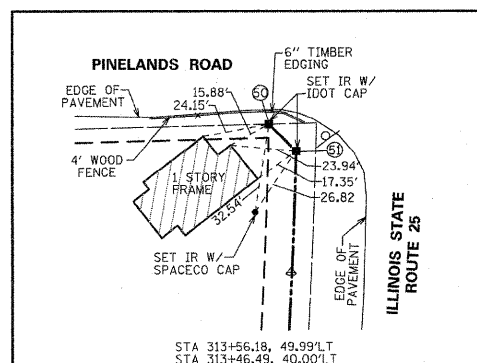 PINELANDS ROAD
6" TIMBER
EDGING
SET IR W/
IDOT CAP
EDGE OF
PAVEMENT
15.88'
24.15'
50
51
4' WOOD
FENCE
1 STORY
FRAME
23.94'
17.35'
26.82
32.54'
SET IR W/
SPACECO CAP
EDGE OF
PAVEMENT
ILLINOIS STATE
ROUTE 25
STA 313+56.18, 49.99'LT
STA 313+46.49, 40.00'LT